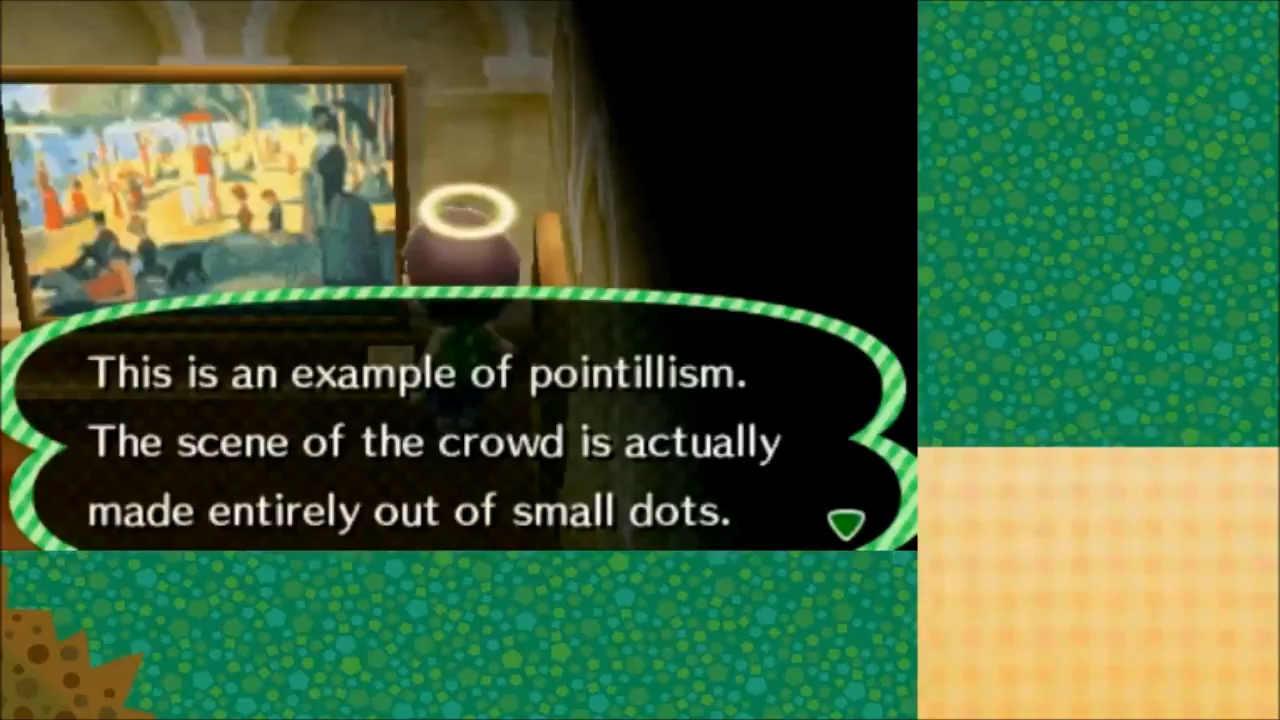 This is an example of pointillism.
The scene of the crowd is actually
made entirely out of small dots.